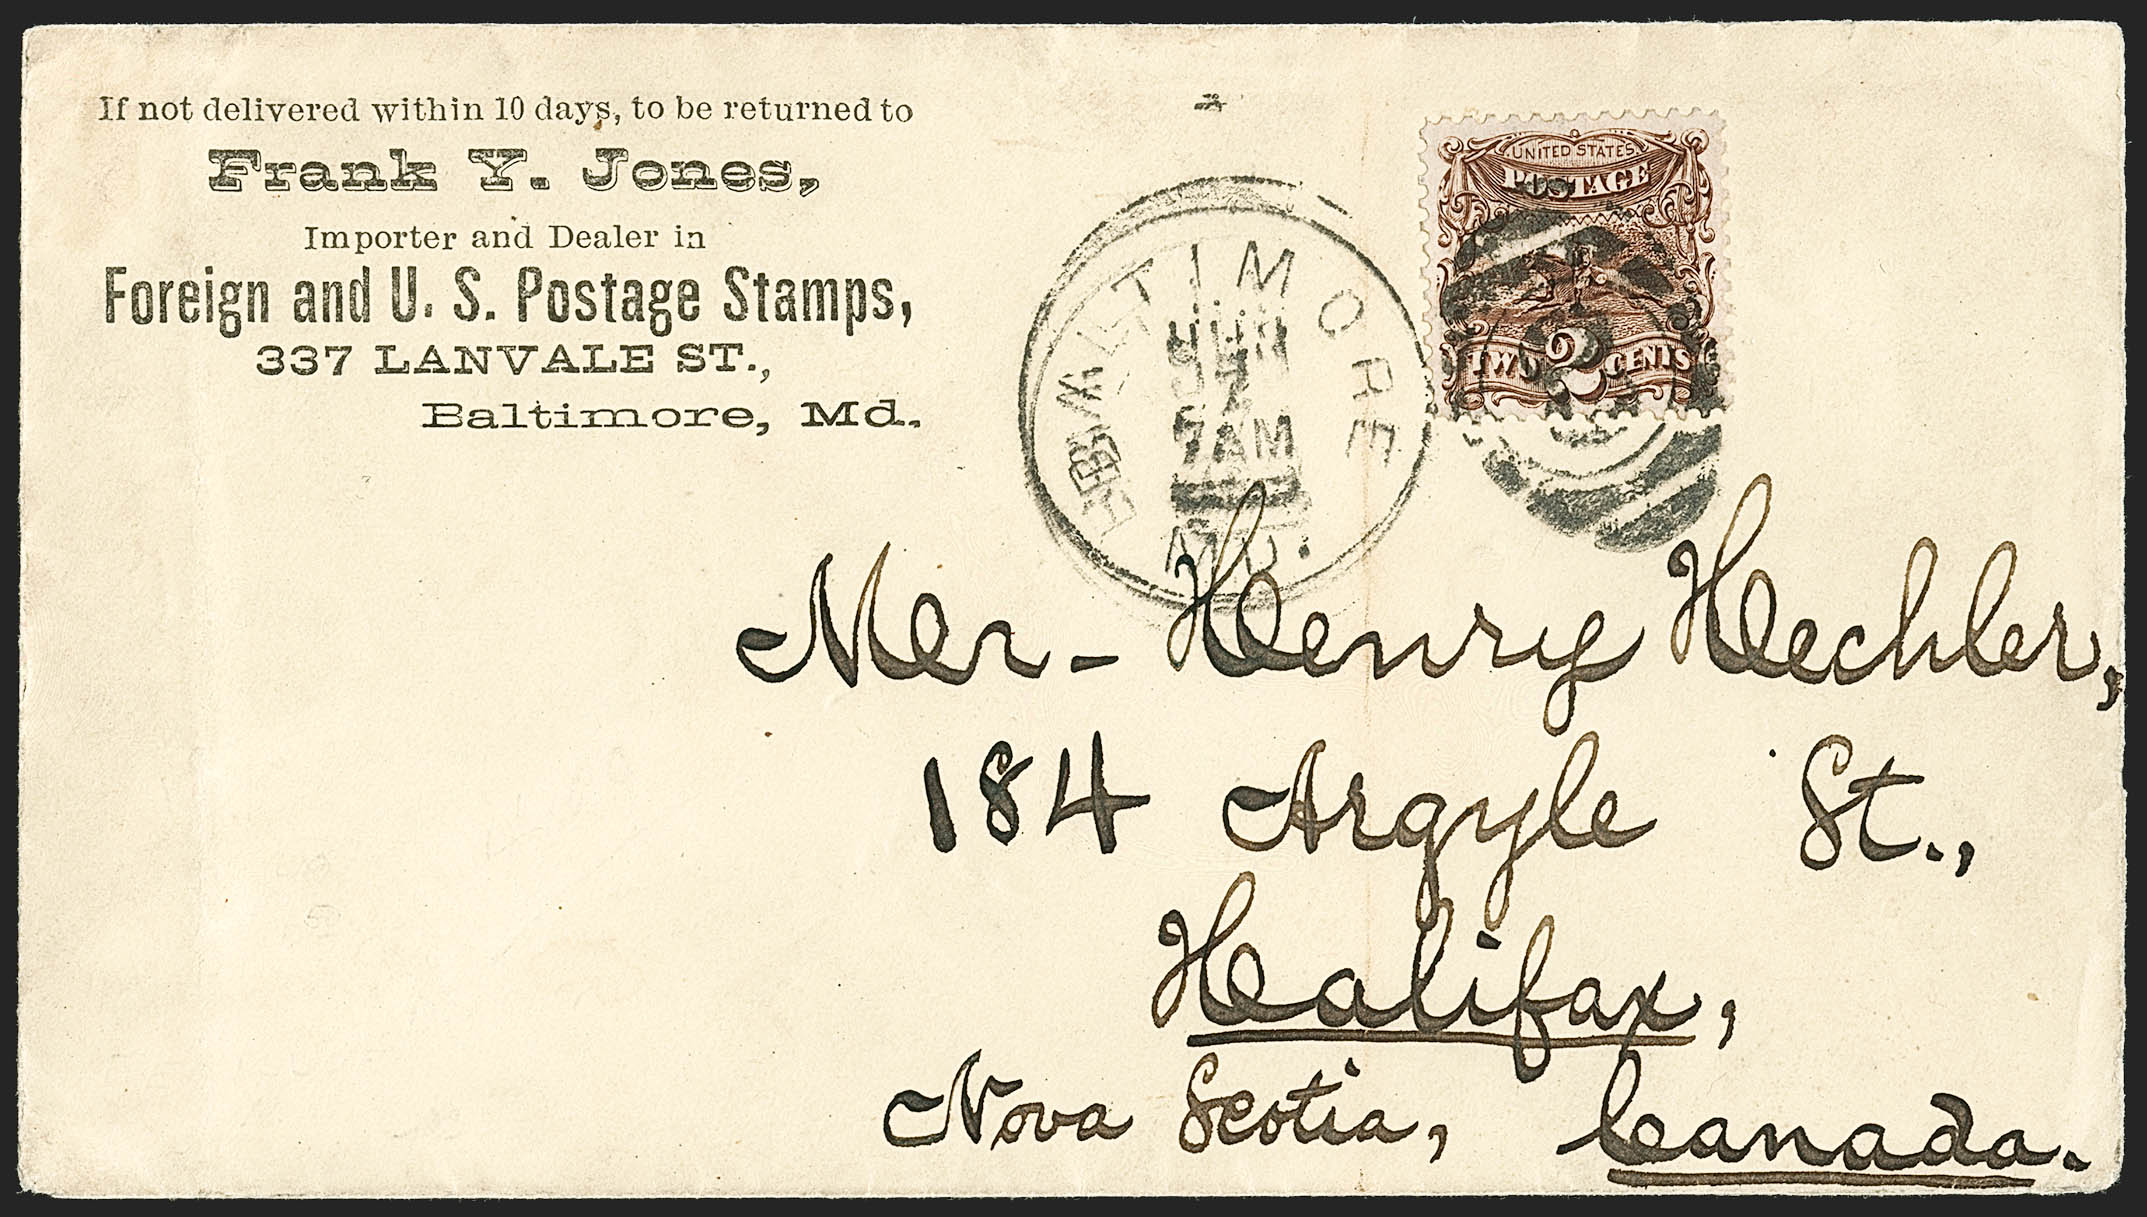 If not delivered within 10 days, to be returned to
Frank Y. Jones,
Importer and Dealer in
Foreign and U. S. Postage Stamps,
337 LANVALE ST.,
Baltimore, Md.
BALTIMORE
7 AM
MD.
UNITED STATES
POSTAGE
TWO 2 CENTS
Mr - Henry Hechler,
184 Argyle St.,
Halifax,
Nova Scotia, Canada.